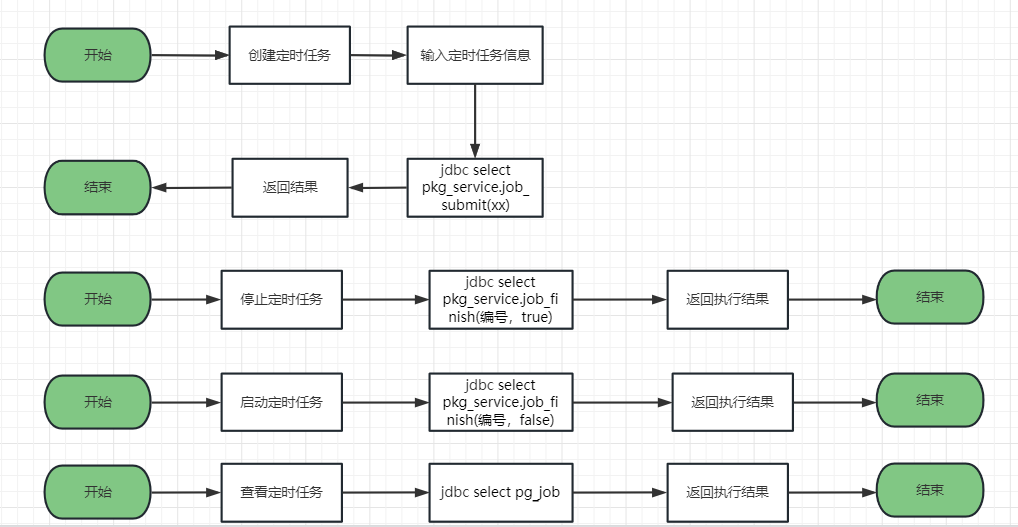 开始
创建定时任务
输入定时任务信息
结束
返回结果
jdbc select
pkg_service.job_
submit(xx)
开始
停止定时任务
jdbc select
pkg_service.job_fi
nish(编号，true)
返回执行结果
结束
开始
启动定时任务
jdbc select
pkg_service.job_fi
nish(编号，false)
返回执行结果
结束
开始
查看定时任务
jdbc select pg_job
返回执行结果
结束